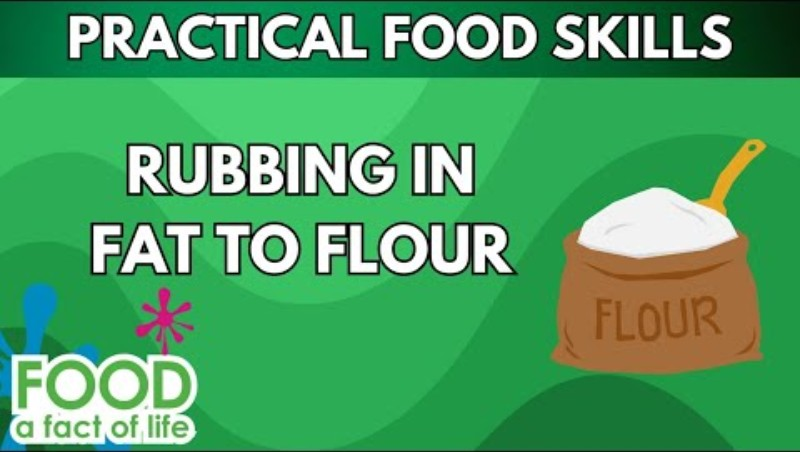 PRACTICAL FOOD SKILLS
RUBBING IN
FAT TO FLOUR
FLOUR
FOOD
a fact of life